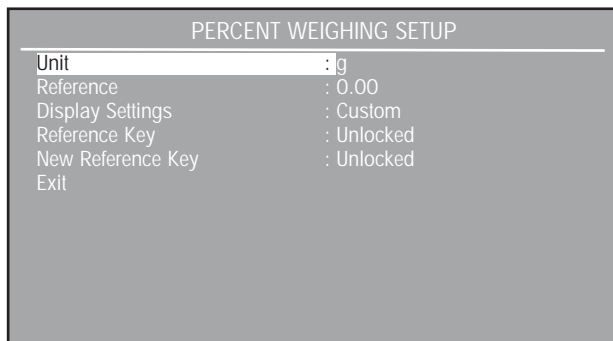 PERCENT WEIGHING SETUP
Unit : g
Reference : 0.00
Display Settings : Custom
Reference Key : Unlocked
New Reference Key : Unlocked
Exit